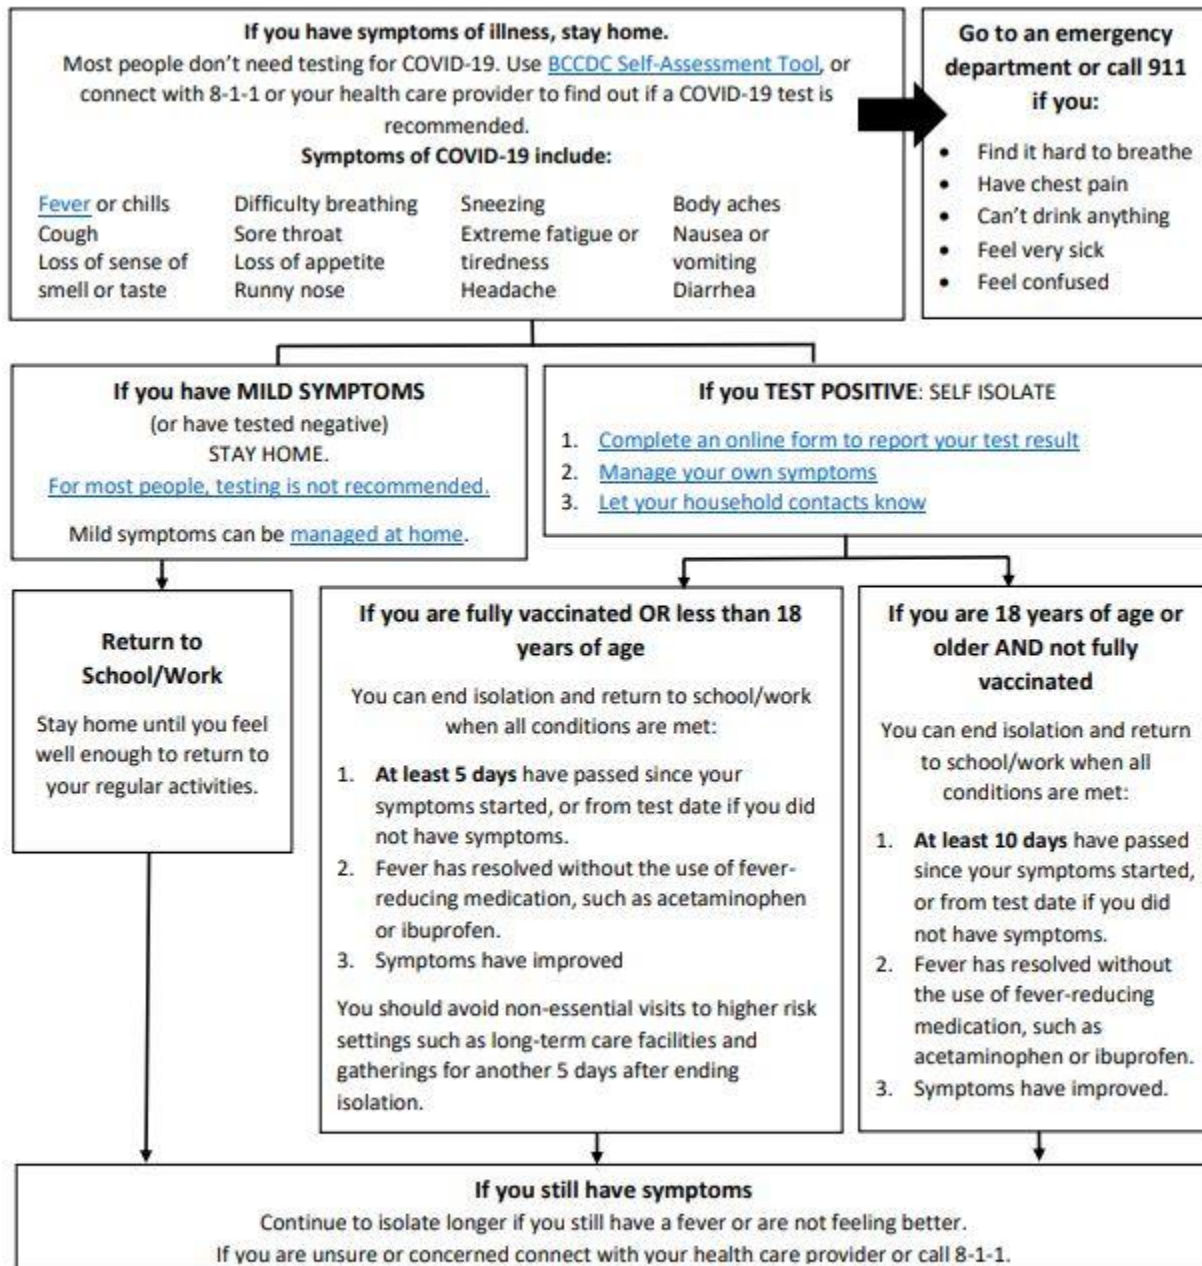 If you have symptoms of illness, stay home.
Most people don't need testing for COVID-19. Use BCCDC Self-Assessment Tool, or
connect with 8-1-1 or your health care provider to find out if a COVID-19 test is
recommended.
Symptoms of COVID-19 include:
Fever or chills
Cough
Loss of sense of
smell or taste
Difficulty breathing
Sore throat
Loss of appetite
Runny nose
Sneezing
Extreme fatigue or
tiredness
Headache
Body aches
Nausea or
vomiting
Diarrhea
Go to an emergency
department or call 911
if you:
• Find it hard to breathe
• Have chest pain
• Can't drink anything
• Feel very sick
• Feel confused
If you have MILD SYMPTOMS
(or have tested negative)
STAY HOME.
For most people, testing is not recommended.
Mild symptoms can be managed at home.
If you TEST POSITIVE: SELF ISOLATE
1. Complete an online form to report your test result
2. Manage your own symptoms
3. Let your household contacts know
Return to
School/Work
Stay home until you feel
well enough to return to
your regular activities.
If you are fully vaccinated OR less than 18
years of age
You can end isolation and return to school/work
when all conditions are met:
1. At least 5 days have passed since your
symptoms started, or from test date if you did
not have symptoms.
2. Fever has resolved without the use of fever-
reducing medication, such as acetaminophen
or ibuprofen.
3. Symptoms have improved
You should avoid non-essential visits to higher risk
settings such as long-term care facilities and
gatherings for another 5 days after ending
isolation.
If you are 18 years of age or
older AND not fully
vaccinated
You can end isolation and return
to school/work when all
conditions are met:
1. At least 10 days have passed
since your symptoms started,
or from test date if you did
not have symptoms.
2. Fever has resolved without
the use of fever-reducing
medication, such as
acetaminophen or ibuprofen.
3. Symptoms have improved.
If you still have symptoms
Continue to isolate longer if you still have a fever or are not feeling better.
If you are unsure or concerned connect with your health care provider or call 8-1-1.